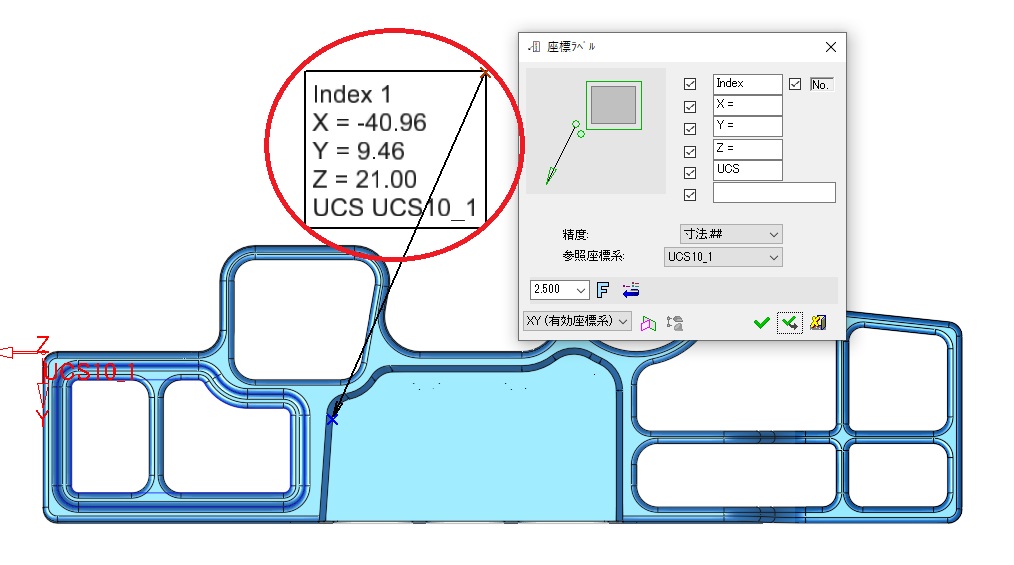 座標ﾗﾍﾞﾙ
Index 1
X = -40.96
Y = 9.46
Z = 21.00
UCS UCS10_1
Index
No.
X =
Y =
Z =
UCS
精度:
寸法.##
参照座標系:
UCS10_1
2.500
F
XY (有効座標系)
Z
UCS10_1
Y